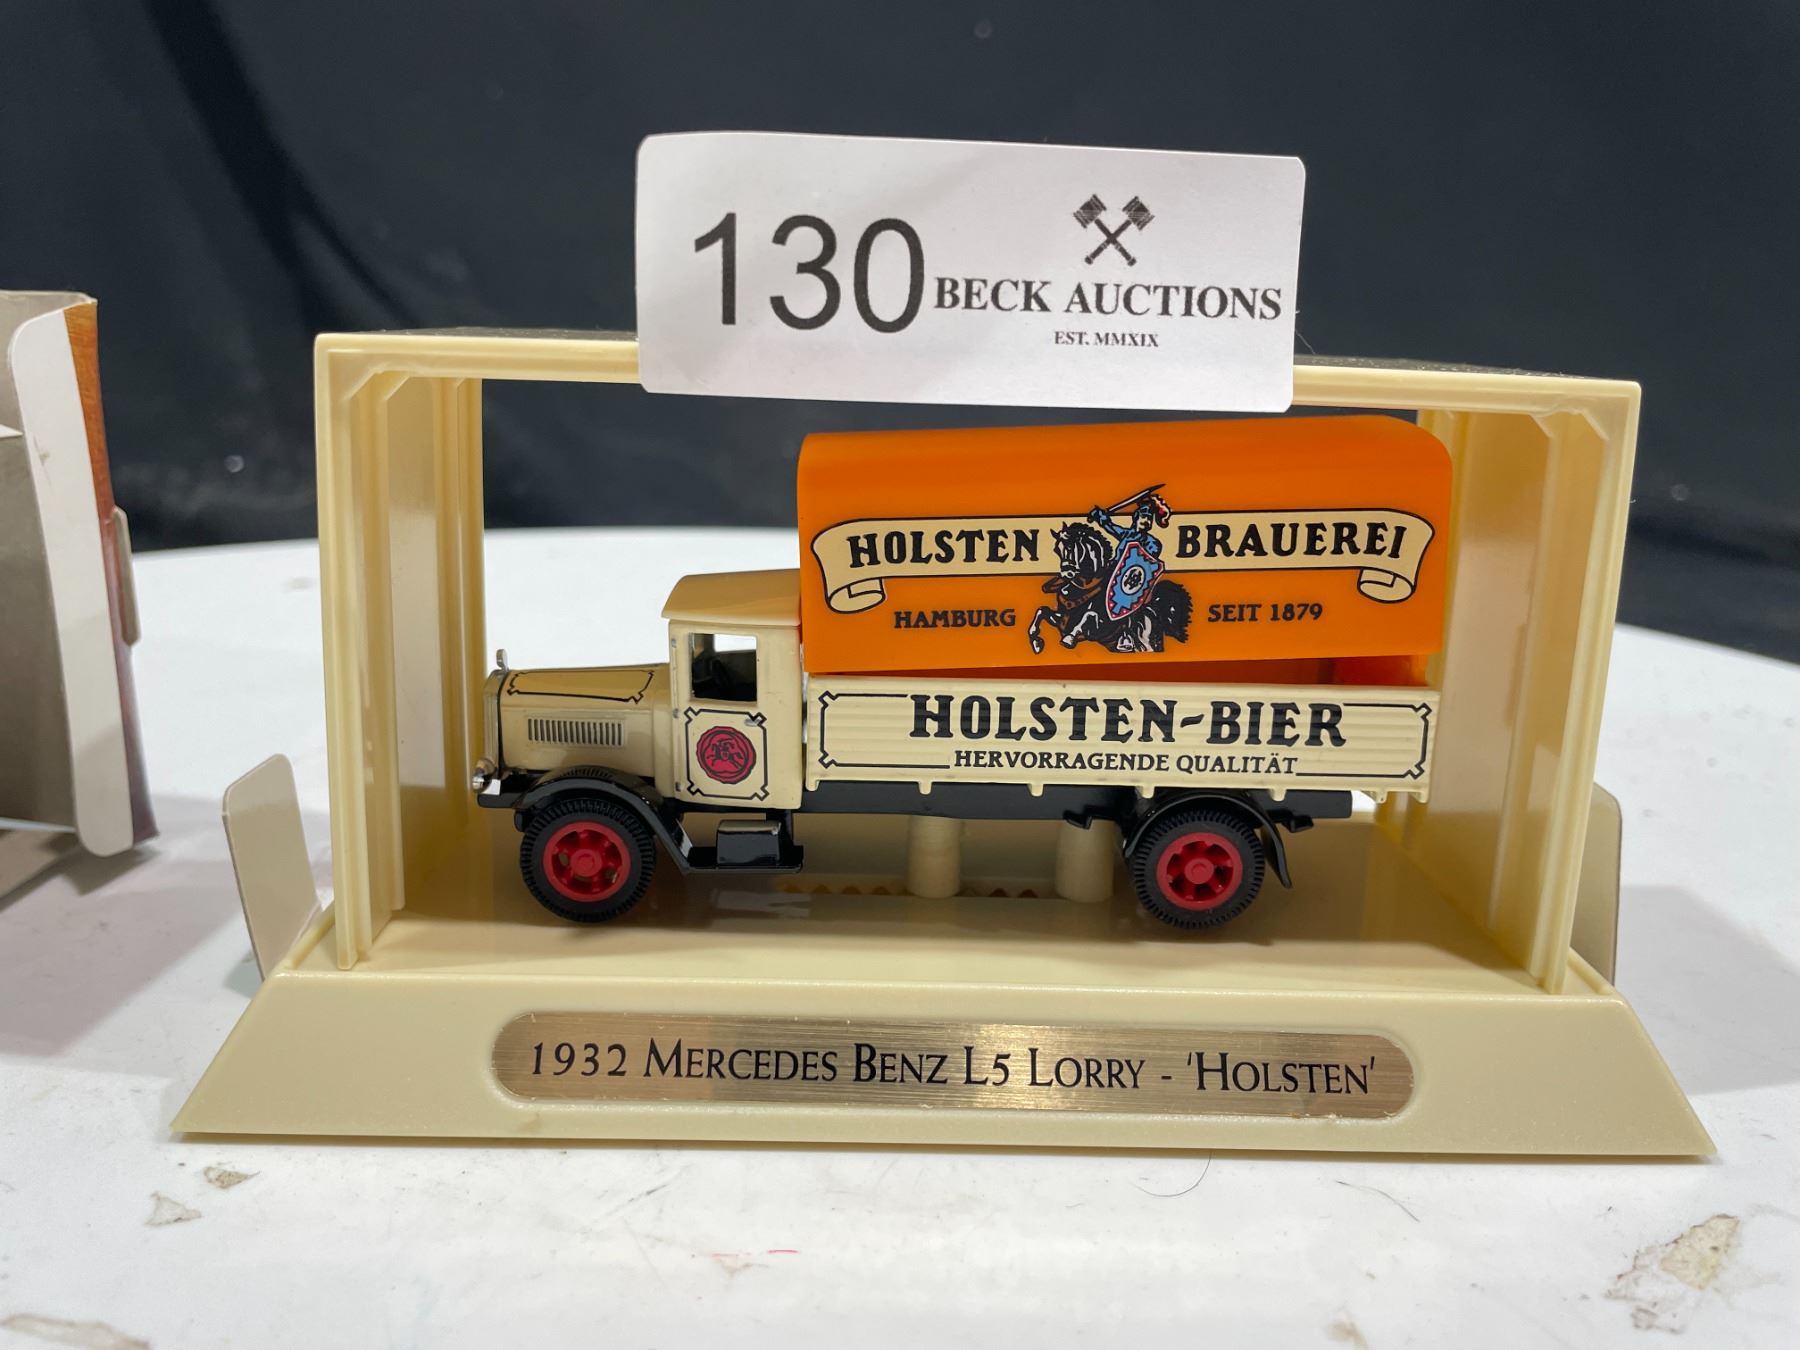 130
BECK AUCTIONS
EST. MMXIX
HOLSTEN BRAUEREI
HAMBURG SEIT 1879
HOLSTEN-BIER
HERVORRAGENDE QUALITÄT
1932 MERCEDES BENZ L5 LORRY - 'HOLSTEN'